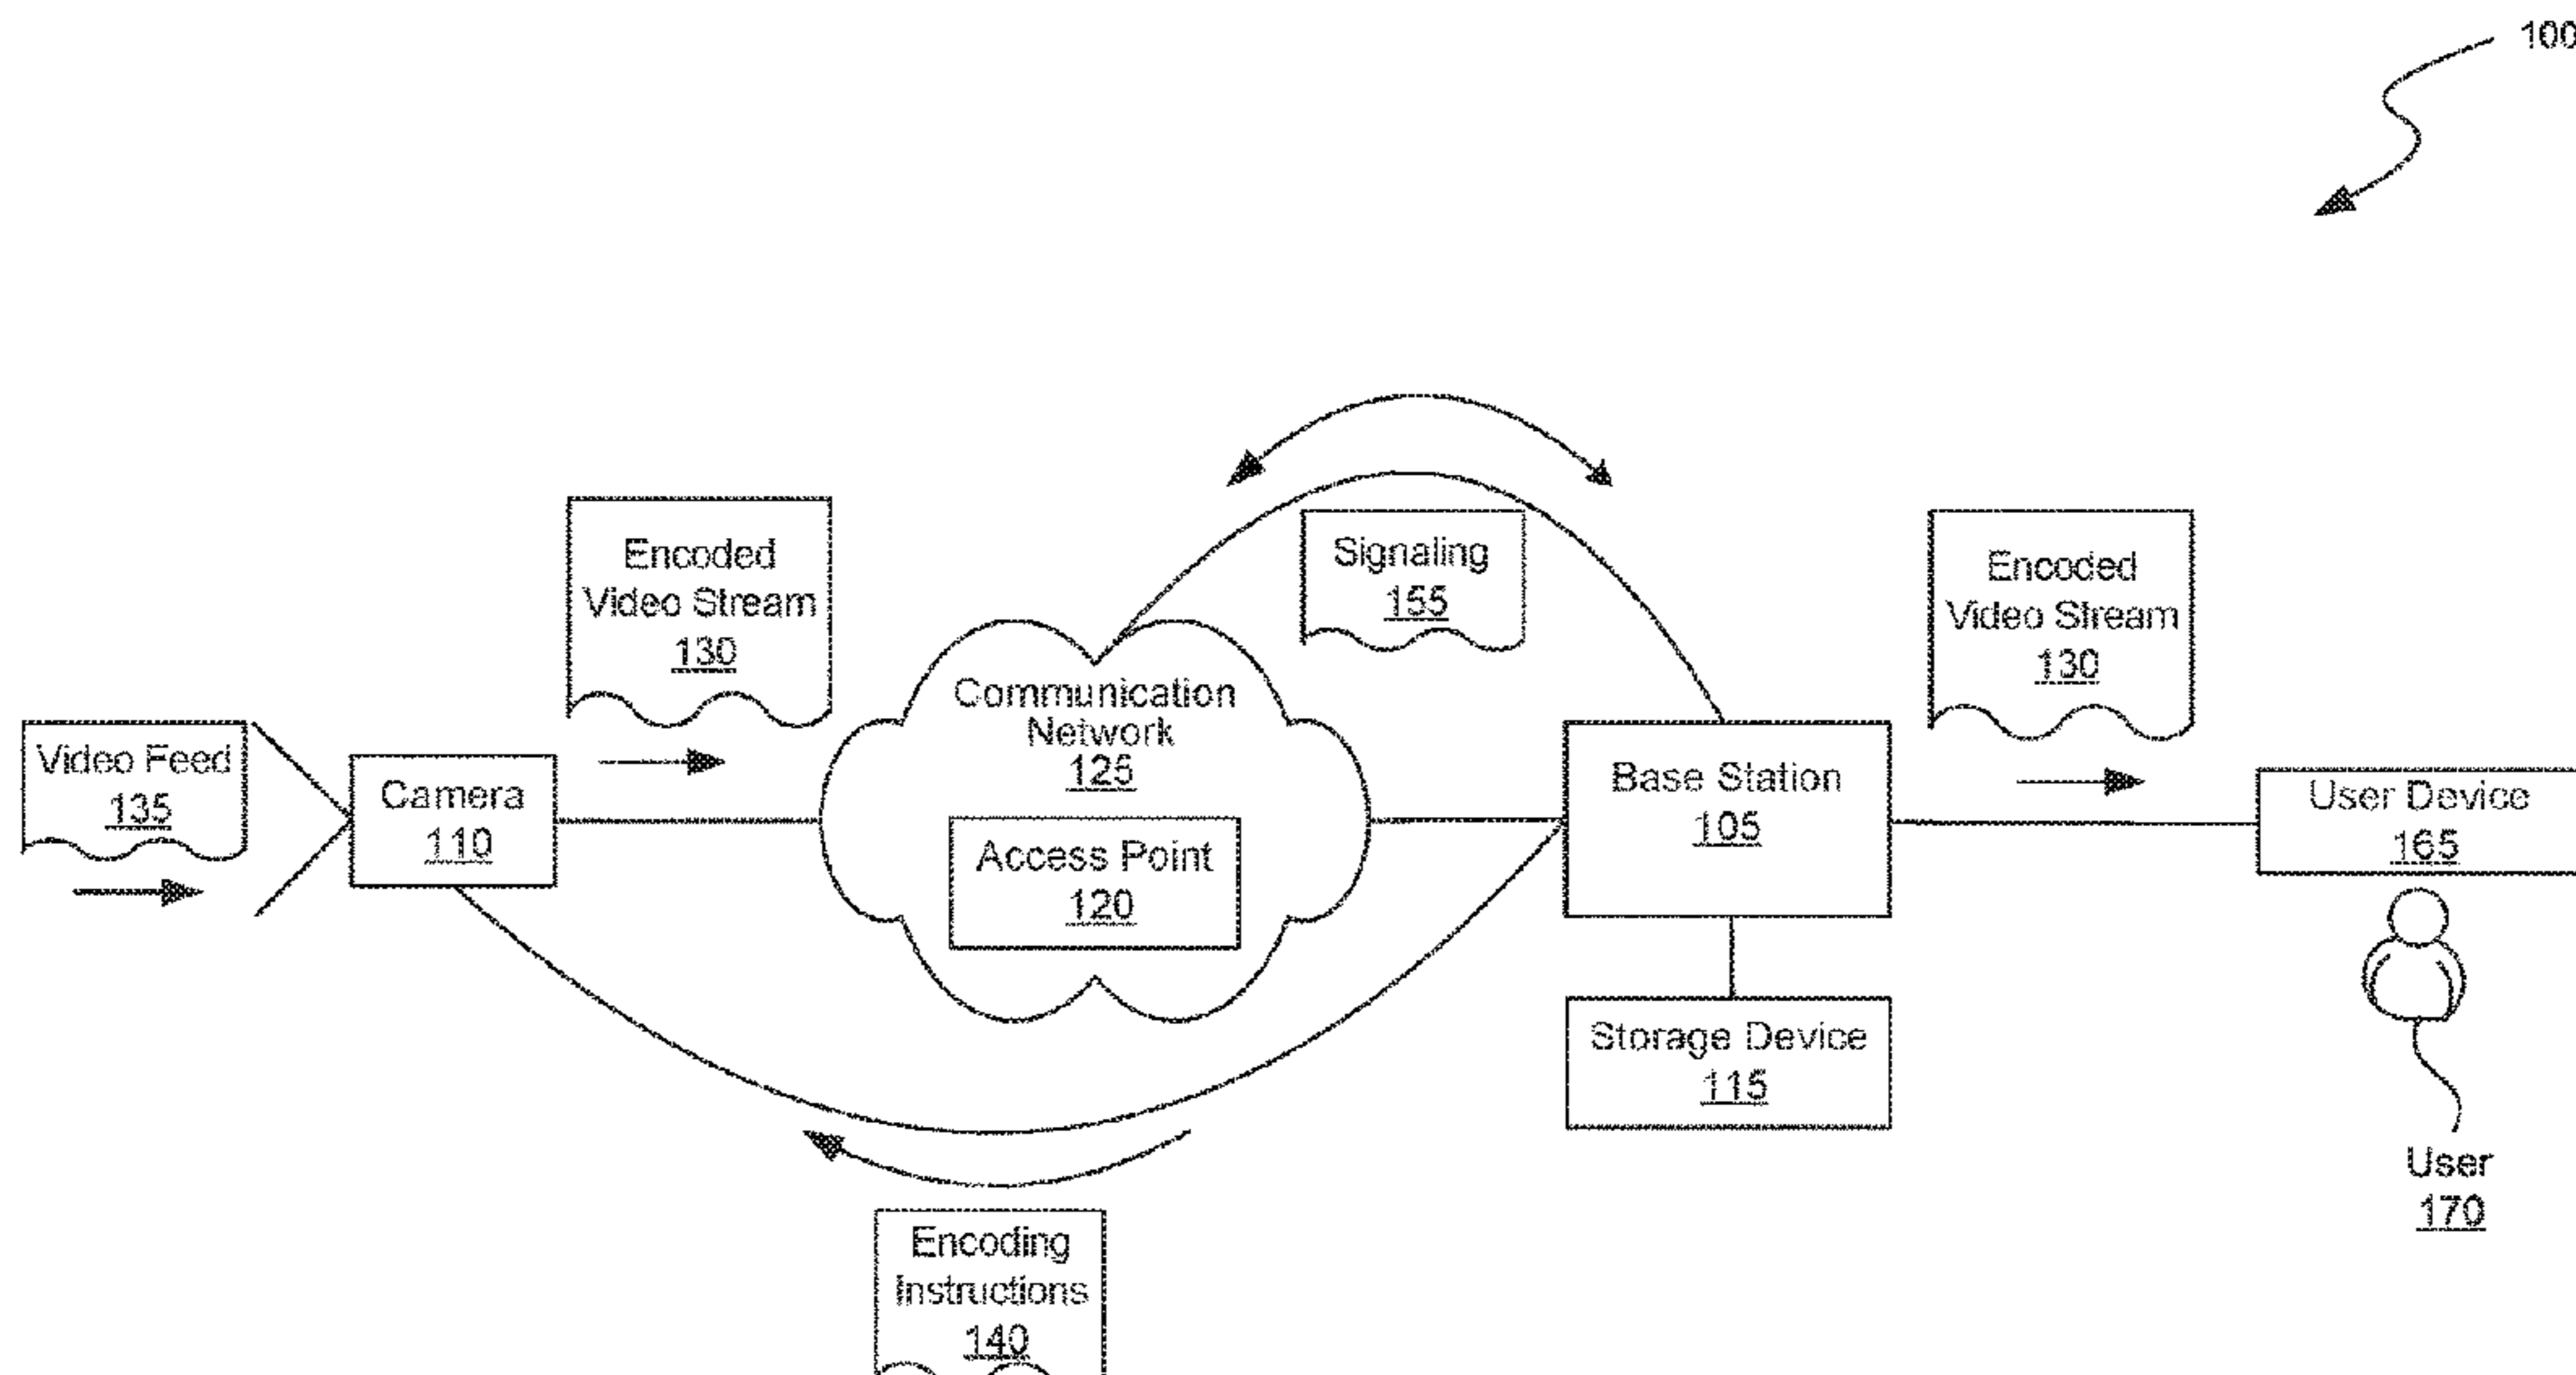 100
Encoded
Video Stream
130
Signaling
155
Encoded
Video Stream
130
Video Feed
135
Camera
110
Communication
Network
125
Access Point
120
Base Station
105
User Device
165
Storage Device
115
User
170
Encoding
Instructions
140